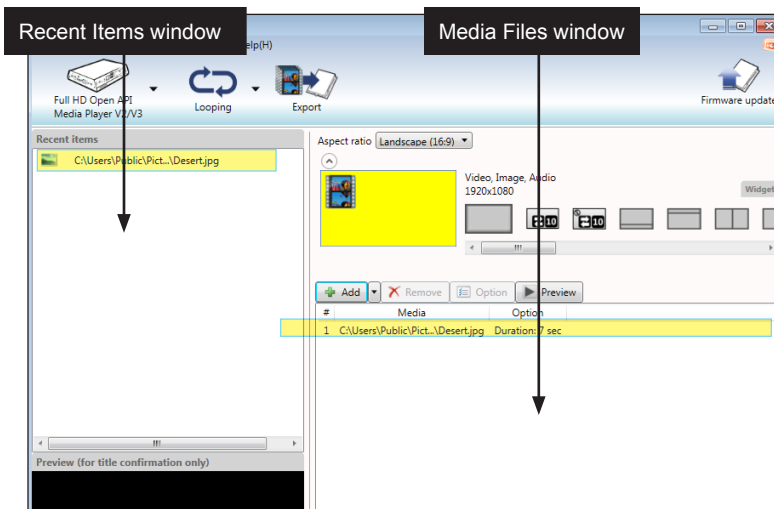 Recent Items window
Media Files window
elp(H)
Full HD Open API
Media Player V2/V3
Looping
Export
Firmware update
Recent items
C:\Users\Public\Pict...\Desert.jpg
Aspect ratio Landscape (16:9)
Video, Image, Audio
1920x1080
Widget
10 10
Add Remove Option Preview
# Media Option
1 C:\Users\Public\Pict...\Desert.jpg Duration: 7 sec
Preview (for title confirmation only)